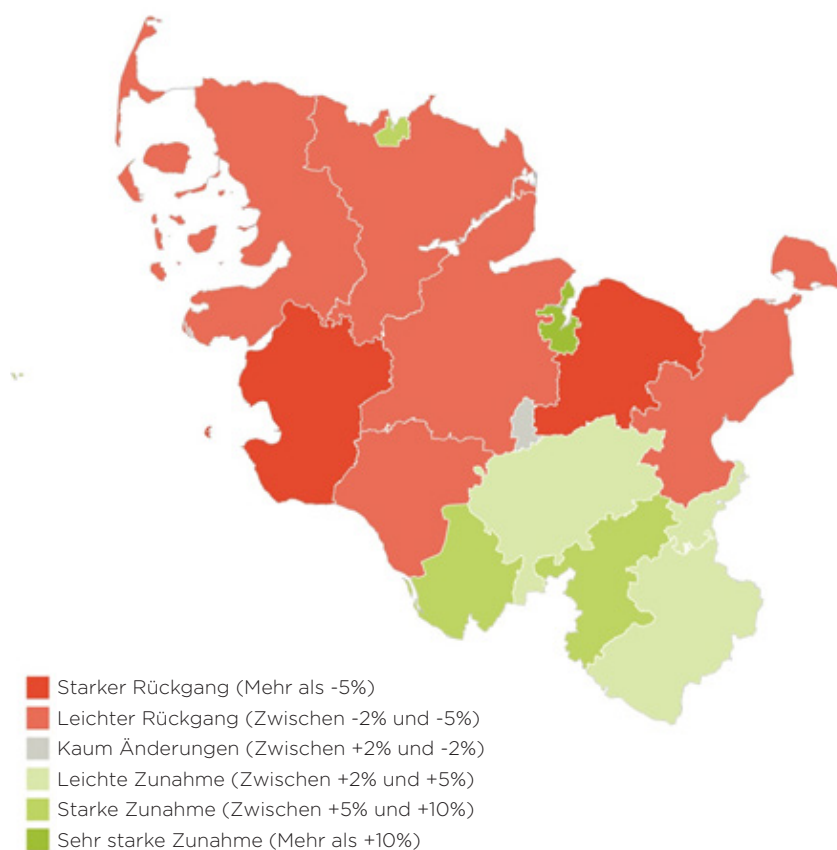 Starker Rückgang (Mehr als -5%)
Leichter Rückgang (Zwischen -2% und -5%)
Kaum Änderungen (Zwischen +2% und -2%)
Leichte Zunahme (Zwischen +2% und +5%)
Starke Zunahme (Zwischen +5% und +10%)
Sehr starke Zunahme (Mehr als +10%)